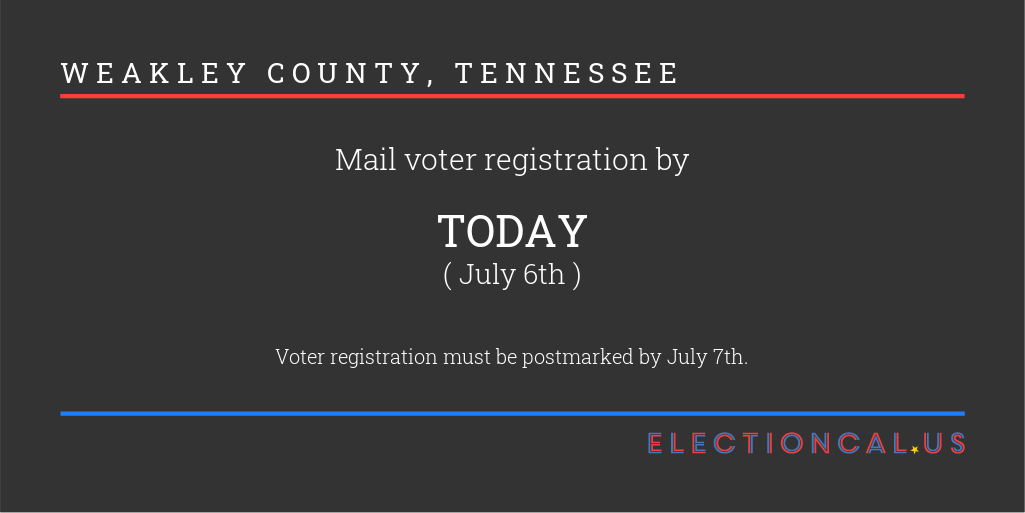 WEAKLEY COUNTY, TENNESSEE
Mail voter registration by
TODAY
( July 6th )
Voter registration must be postmarked by July 7th.
ELECTIONCAL.US